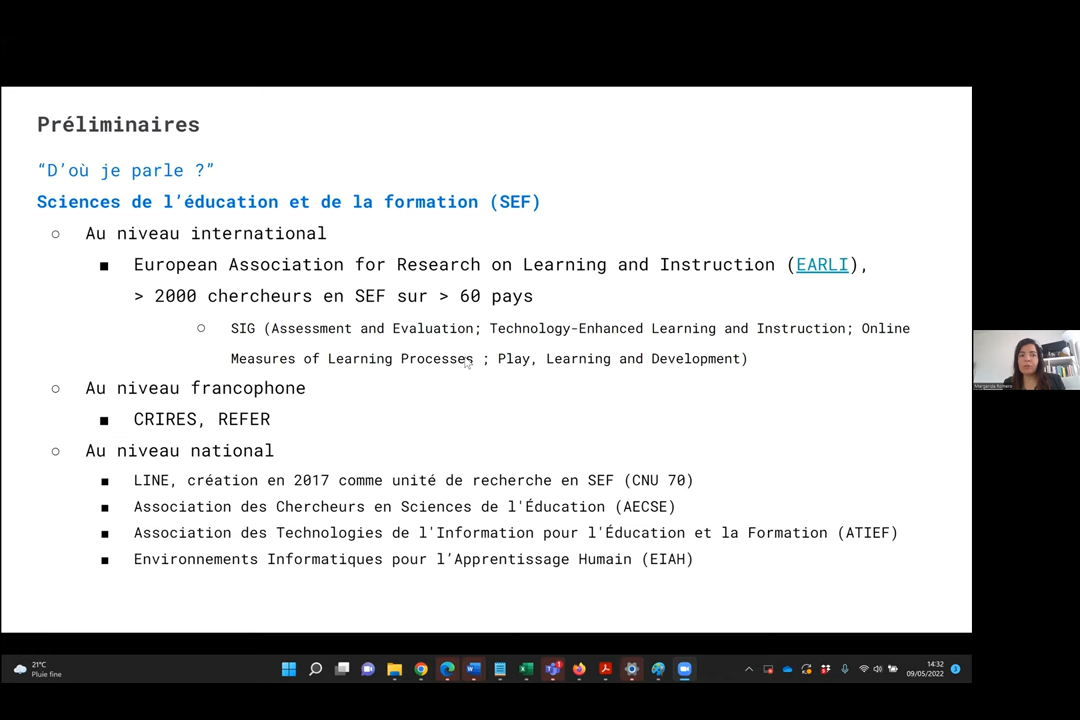 Préliminaires
“D’où je parle ?”
Sciences de l’éducation et de la formation (SEF)
○ Au niveau international
■ European Association for Research on Learning and Instruction (EARLI),
> 2000 chercheurs en SEF sur > 60 pays
○ SIG (Assessment and Evaluation; Technology-Enhanced Learning and Instruction; Online
Measures of Learning Processes ; Play, Learning and Development)
○ Au niveau francophone
■ CRIRES, REFER
○ Au niveau national
■ LINE, création en 2017 comme unité de recherche en SEF (CNU 70)
■ Association des Chercheurs en Sciences de l'Éducation (AECSE)
■ Association des Technologies de l'Information pour l'Éducation et la Formation (ATIEF)
■ Environnements Informatiques pour l’Apprentissage Humain (EIAH)
Margarida Romero
21°C
Pluie fine
14:32
09/05/2022
3